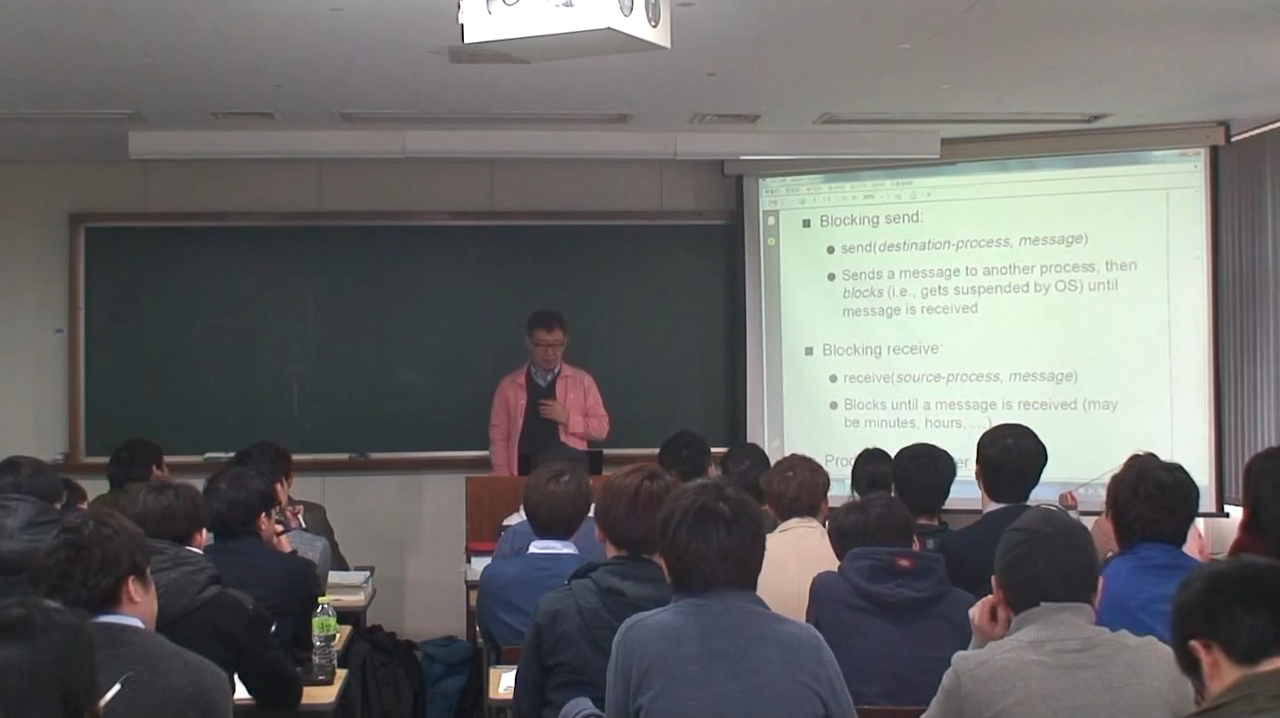 Blocking send:
send(destination-process, message)
Sends a message to another process, then
blocks (i.e., gets suspended by OS) until
message is received
Blocking receive:
receive(source-process, message)
Blocks until a message is received (may
be minutes, hours, …)